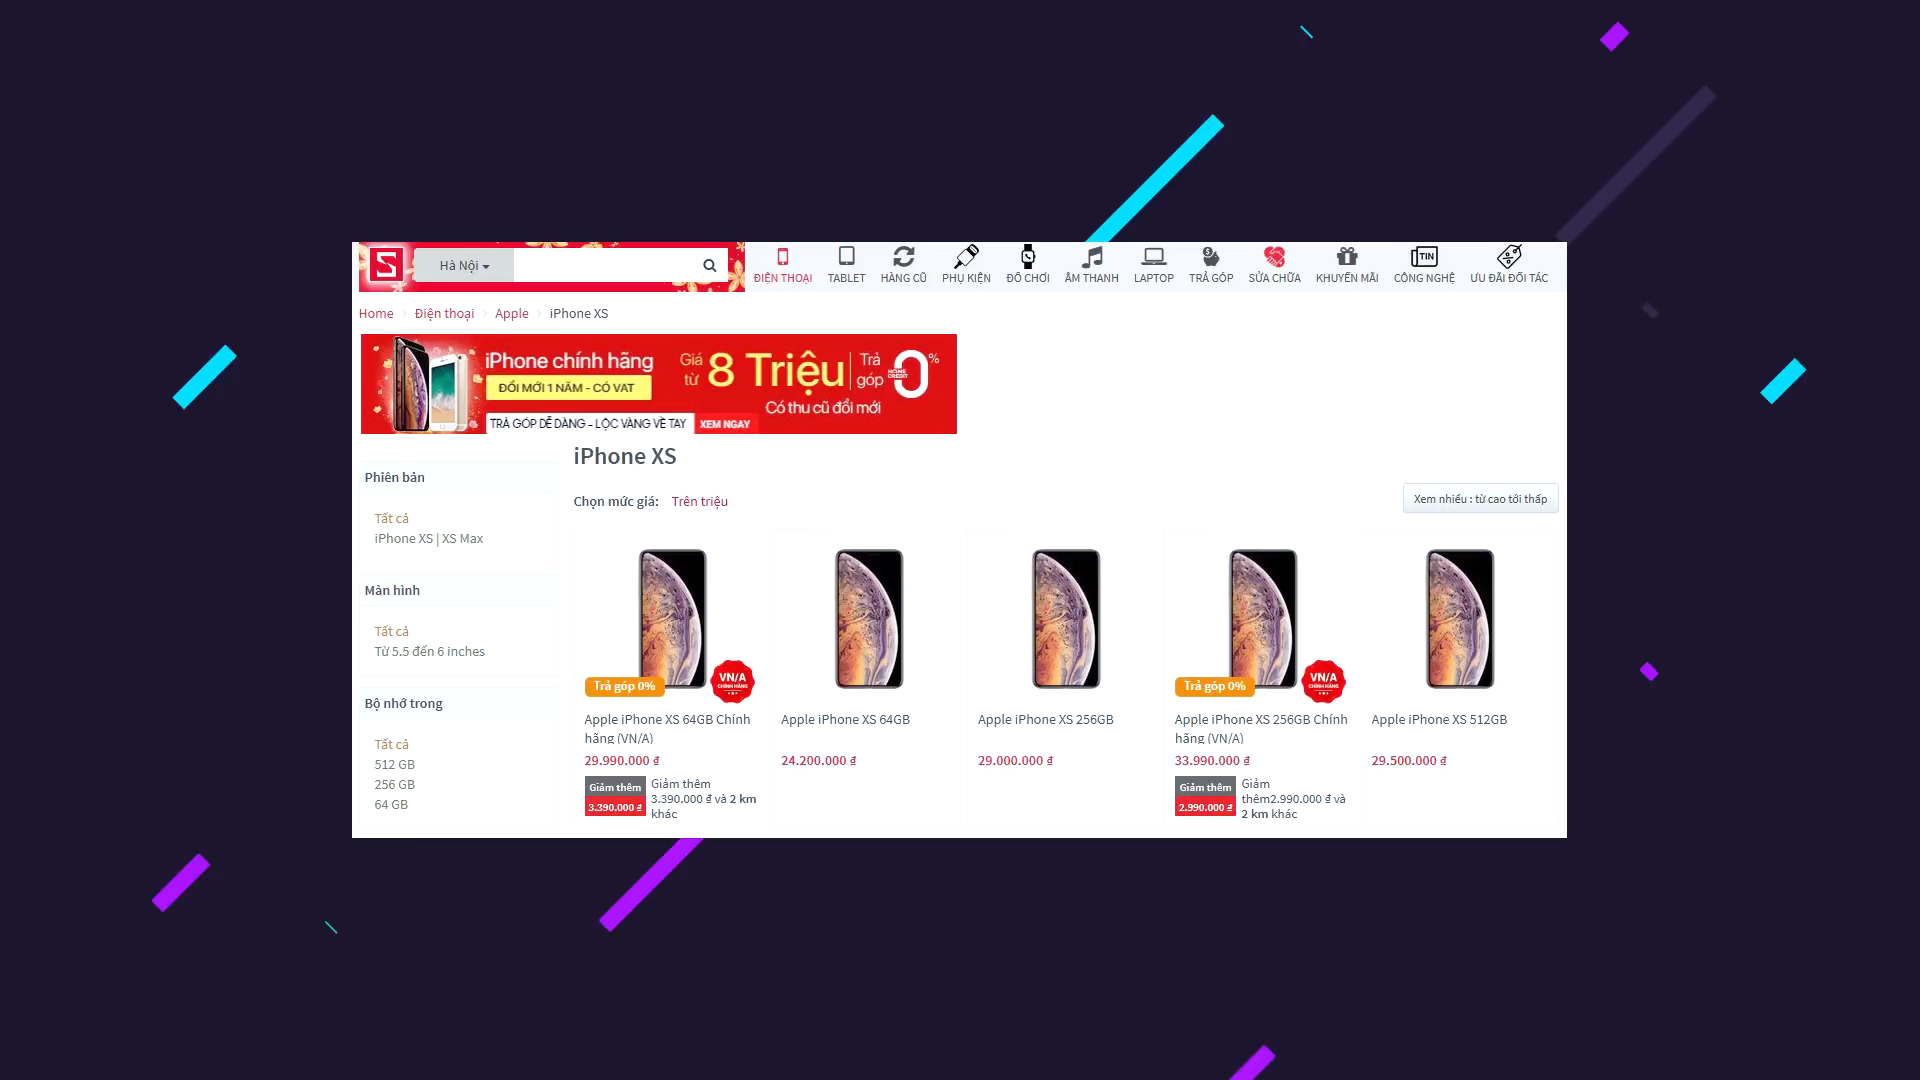 Hà Nội
ĐIỆN THOẠI
TABLET
HÀNG CŨ
PHỤ KIỆN
ĐỒ CHƠI
ÂM THANH
LAPTOP
TRẢ GÓP
SỬA CHỮA
KHUYẾN MÃI
TIN
CÔNG NGHỆ
ƯU ĐÃI ĐỐI TÁC
Home Điện thoại Apple iPhone XS
iPhone chính hãng
ĐỔI MỚI 1 NĂM - CÓ VAT
TRẢ GÓP DỄ DÀNG - LỘC VÀNG VỀ TAY XEM NGAY
Giá từ 8 Triệu Trả góp 0%
HOME CREDIT
Có thu cũ đổi mới
iPhone XS
Phiên bản
Tất cả
iPhone XS | XS Max
Màn hình
Tất cả
Từ 5.5 đến 6 inches
Bộ nhớ trong
Tất cả
512 GB
256 GB
64 GB
Chọn mức giá: Trên triệu
Xem nhiều : từ cao tới thấp
Trả góp 0%
VN/A
CHÍNH HÃNG
Apple iPhone XS 64GB Chính
hãng (VN/A)
29.990.000 ₫
Giảm thêm
3.390.000 ₫
Giảm thêm
3.390.000 ₫ và 2 km
khác
Apple iPhone XS 64GB
24.200.000 ₫
Apple iPhone XS 256GB
29.000.000 ₫
Trả góp 0%
VN/A
CHÍNH HÃNG
Apple iPhone XS 256GB Chính
hãng (VN/A)
33.990.000 ₫
Giảm thêm
2.990.000 ₫
Giảm
thêm2.990.000 ₫ và
2 km khác
Apple iPhone XS 512GB
29.500.000 ₫